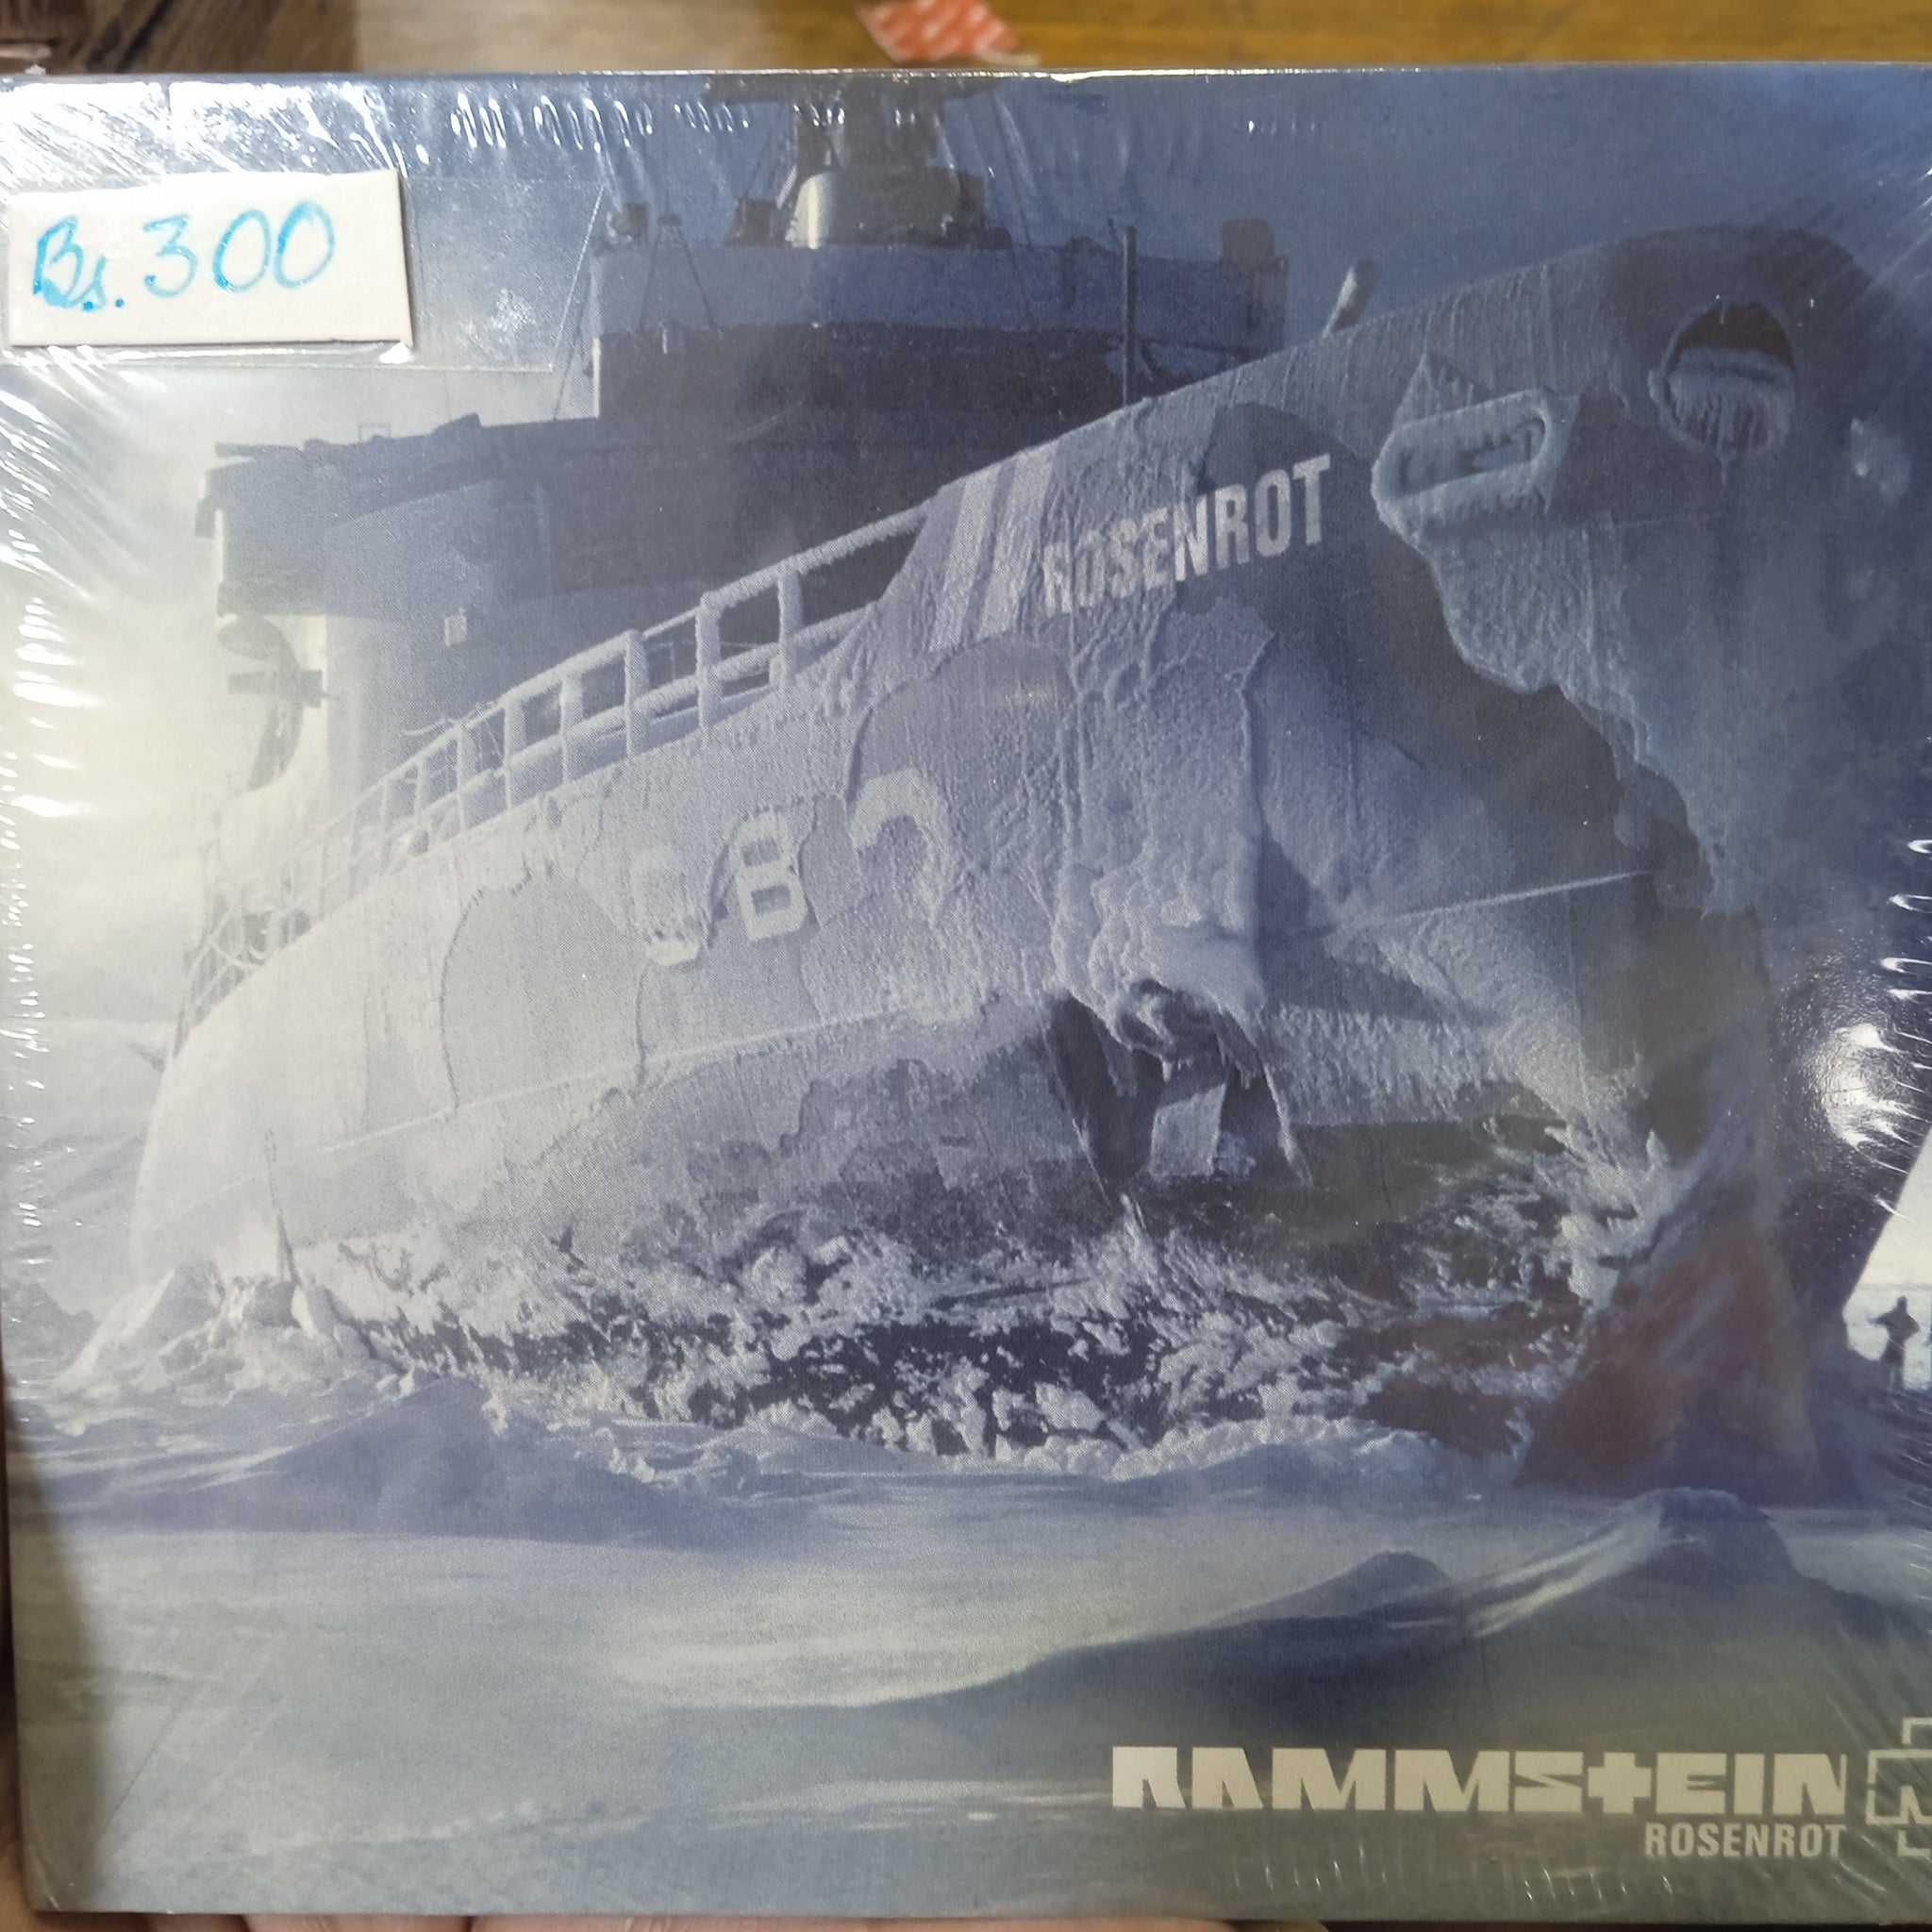 Bs. 300
ROSENROT
RAMMSTEIN
ROSENROT